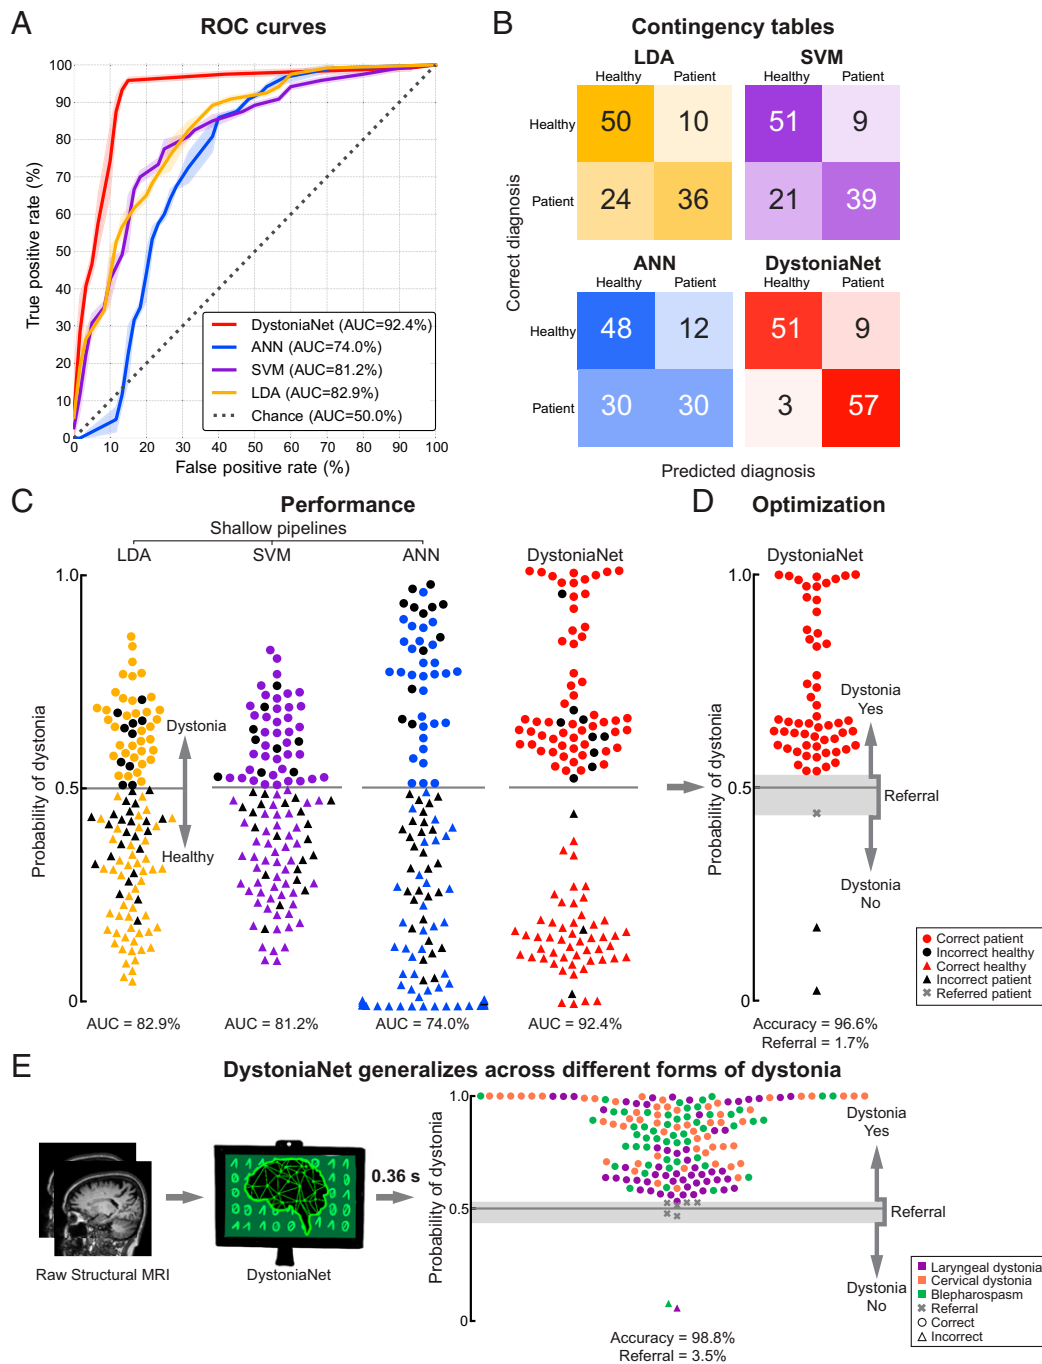 A
ROC curves
True positive rate (%)
100
90
80
70
60
50
40
30
20
10
0
0 10 20 30 40 50 60 70 80 90 100
False positive rate (%)
DystoniaNet (AUC=92.4%)
ANN (AUC=74.0%)
SVM (AUC=81.2%)
LDA (AUC=82.9%)
Chance (AUC=50.0%)
B
Contingency tables
LDA SVM
Healthy Patient Healthy Patient
Healthy 50 10 51 9
Patient 24 36 21 39
Correct diagnosis
ANN DystoniaNet
Healthy Patient Healthy Patient
Healthy 48 12 51 9
Patient 30 30 3 57
Predicted diagnosis
C
Performance
Shallow pipelines
LDA SVM ANN DystoniaNet
Probability of dystonia
1.0
0.5
0
Dystonia
Healthy
AUC = 82.9% AUC = 81.2% AUC = 74.0% AUC = 92.4%
D
Optimization
DystoniaNet
Probability of dystonia
1.0
0.5
0
Dystonia
Yes
Referral
Dystonia
No
Correct patient
Incorrect healthy
Correct healthy
Incorrect patient
Referred patient
Accuracy = 96.6%
Referral = 1.7%
E
DystoniaNet generalizes across different forms of dystonia
Raw Structural MRI
DystoniaNet
0.36 s
Probability of dystonia
1.0
0.5
0
Dystonia
Yes
Referral
Dystonia
No
Laryngeal dystonia
Cervical dystonia
Blepharospasm
Referral
Correct
Incorrect
Accuracy = 98.8%
Referral = 3.5%